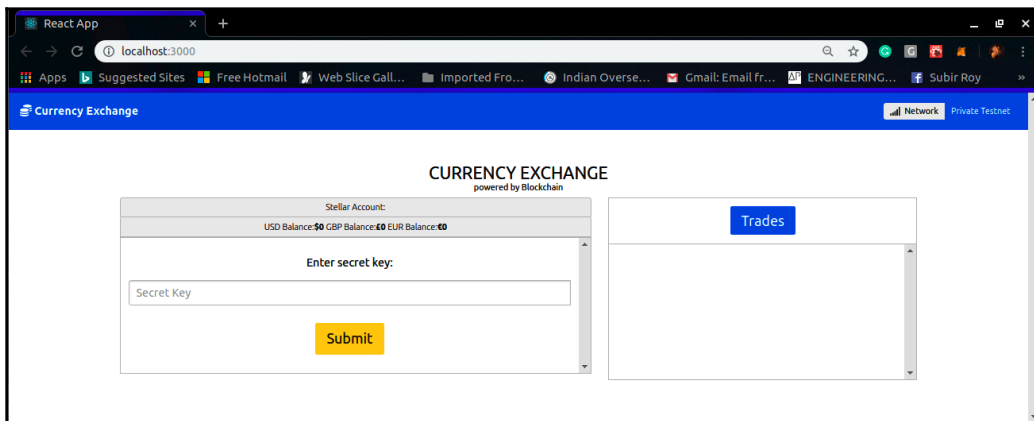 React App × +
localhost:3000
Apps Suggested Sites Free Hotmail Web Slice Gall... Imported Fro... Indian Overse... Gmail: Email fr... ENGINEERING... Subir Roy »
Currency Exchange Network Private Testnet
CURRENCY EXCHANGE
powered by Blockchain
Stellar Account:
USD Balance:$0 GBP Balance:£0 EUR Balance:€0
Enter secret key:
Secret Key
Submit
Trades